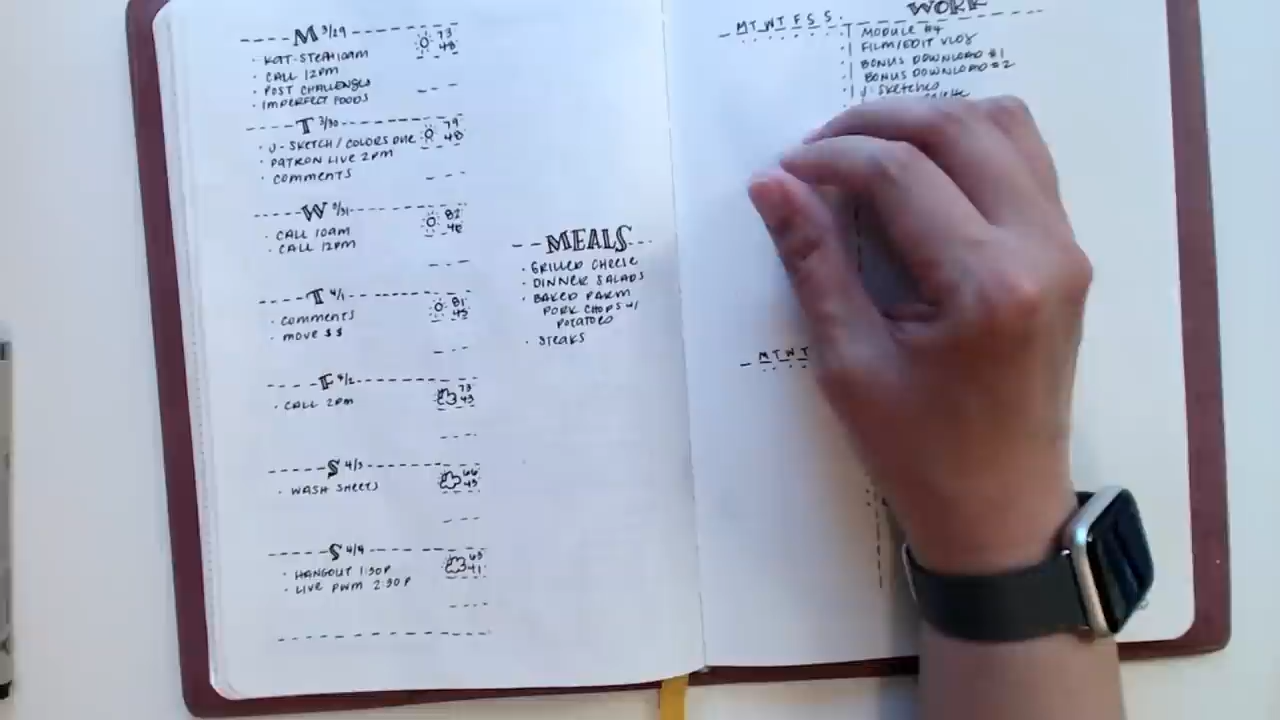 M 3/29
73
48
· KAT-STEAM 10AM
· CALL 12PM
· POST CHALLENGES
· IMPERFECT FOODS
T 3/30
79
48
· J-SKETCH / COLORS DUE
· PATRON LIVE 2PM
· COMMENTS
W 3/31
82
48
· CALL 10AM
· CALL 12PM
T 4/1
81
· COMMENTS
· MOVE $$
F 4/2
73
43
· CALL 2PM
S 4/3
66
43
· WASH SHEETS
S 4/4
41
· HANGOUT 1:30P
· LIVE PWM 2:30P
MEALS
· GRILLED CHEESE
· DINNER SALADS
· BAKED PARM
PORK CHOPS W/
POTATOES
· STEAKS
WORK
M T W T F S S
MODULE #4
FILM/EDIT VLOG
BONUS DOWNLOAD #1
BONUS DOWNLOAD #2
J-SKETCHES
M T W T